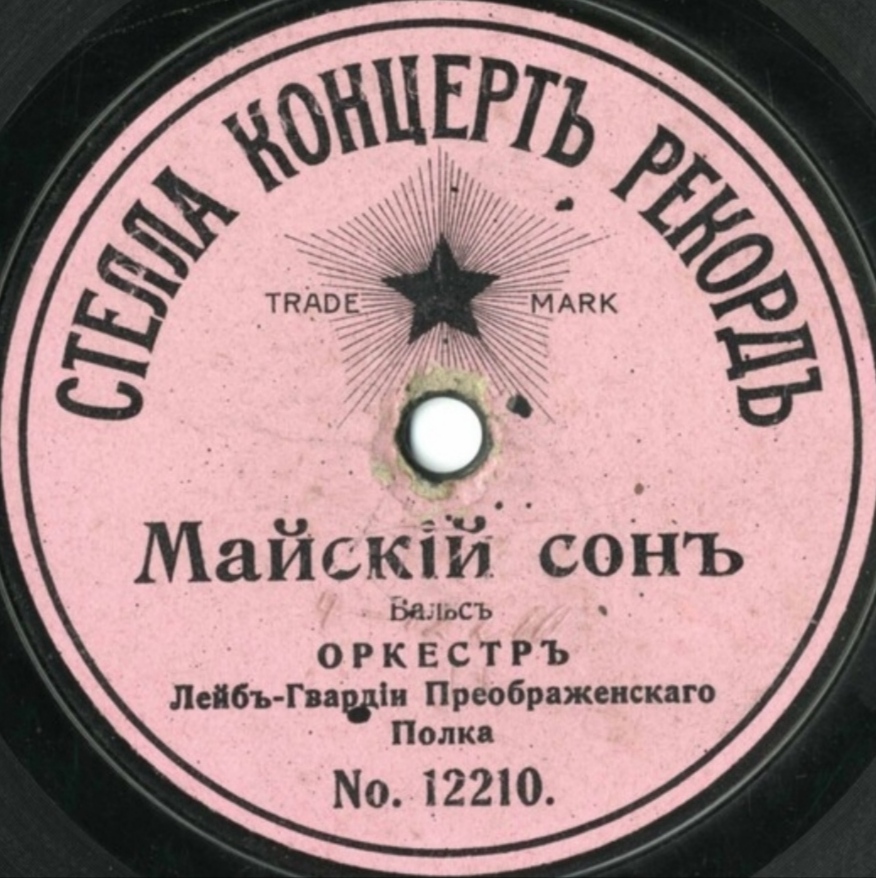 СТЕЛЛА КОНЦЕРТЪ РЕКОРДЪ
TRADE MARK
Майскій сонъ
Вальсъ
ОРКЕСТРЪ
Лейбъ-Гвардіи Преображенскаго
Полка
No. 12210.